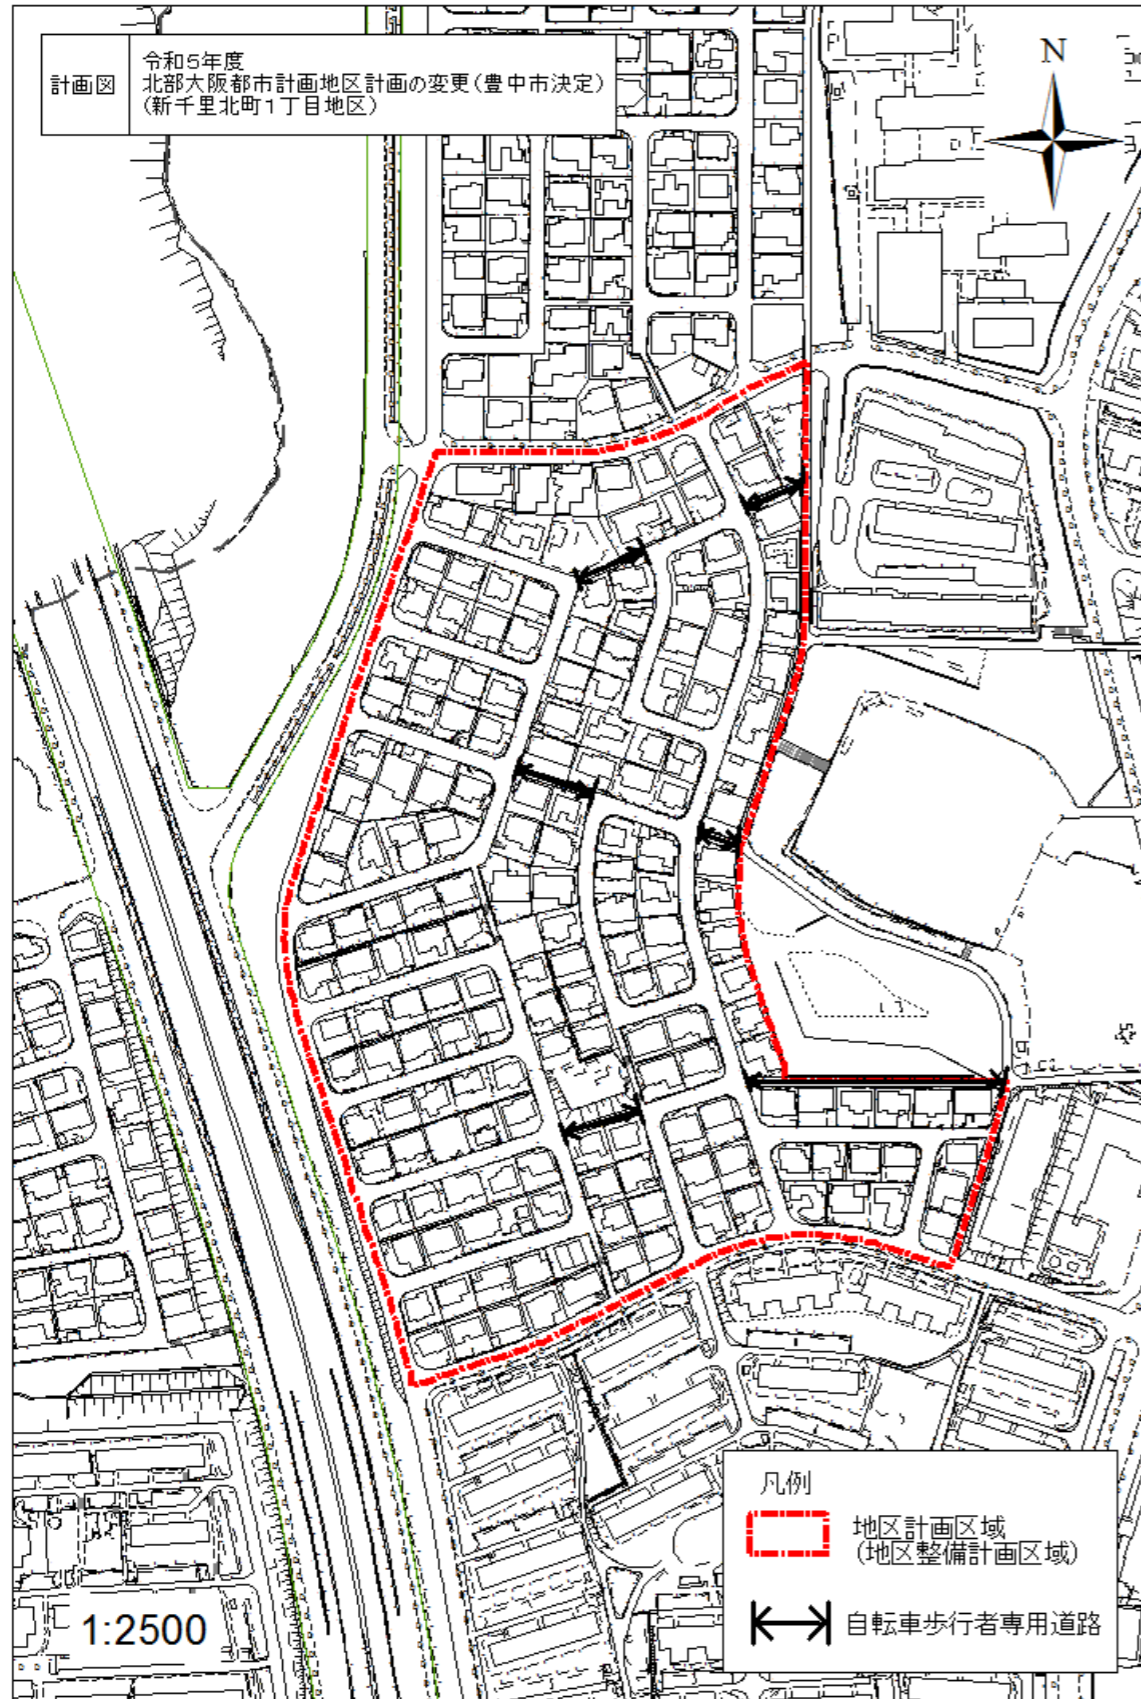 計画図
令和5年度
北部大阪都市計画地区計画の変更(豊中市決定)
(新千里北町1丁目地区)
N
凡例
地区計画区域
(地区整備計画区域)
自転車歩行者専用道路
1:2500